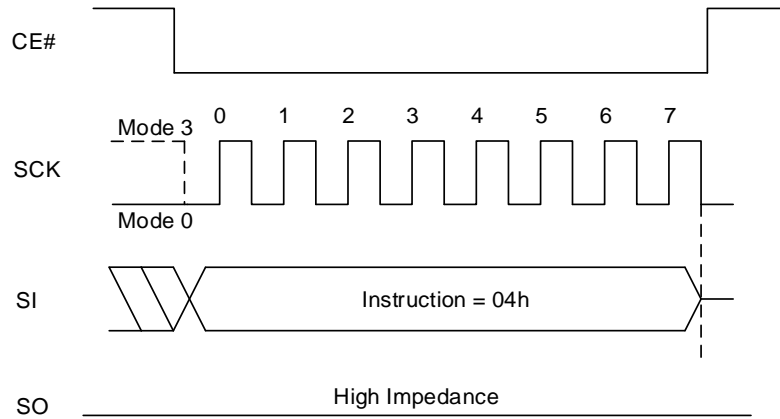 CE#
0 1 2 3 4 5 6 7
Mode 3
SCK
Mode 0
SI
Instruction = 04h
High Impedance
SO